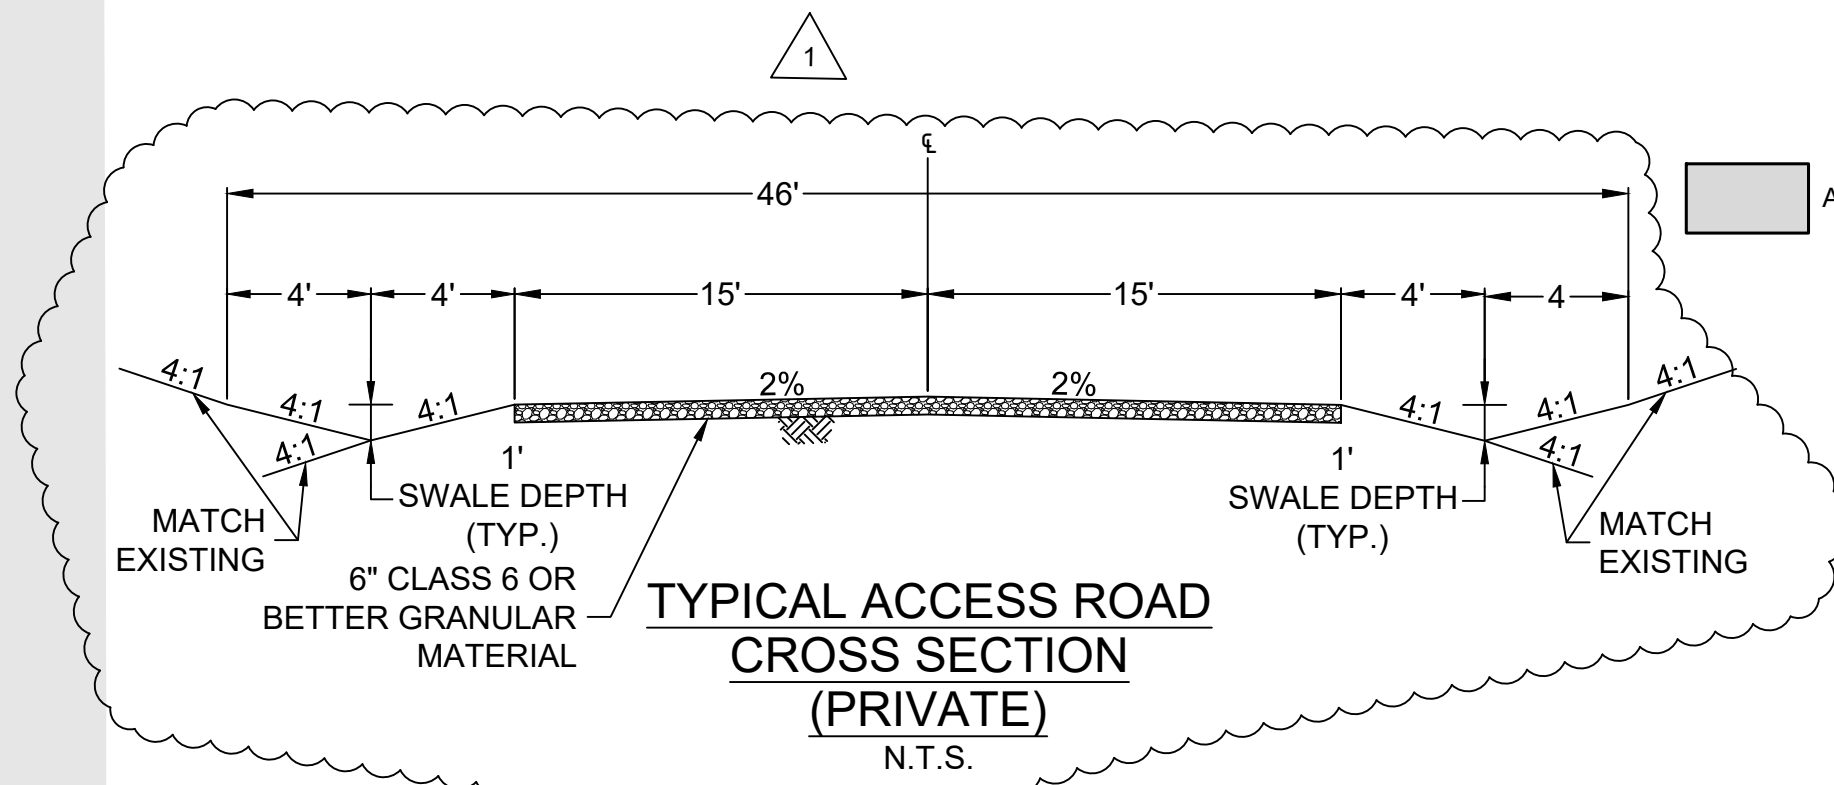 1
℄
46'
A
4'
4'
15'
15'
4'
4
4:1
4:1
4:1
2%
2%
4:1
4:1
4:1
4:1
4:1
1'
SWALE DEPTH
(TYP.)
1'
SWALE DEPTH
(TYP.)
MATCH
EXISTING
MATCH
EXISTING
6" CLASS 6 OR
BETTER GRANULAR
MATERIAL
TYPICAL ACCESS ROAD
CROSS SECTION
(PRIVATE)
N.T.S.